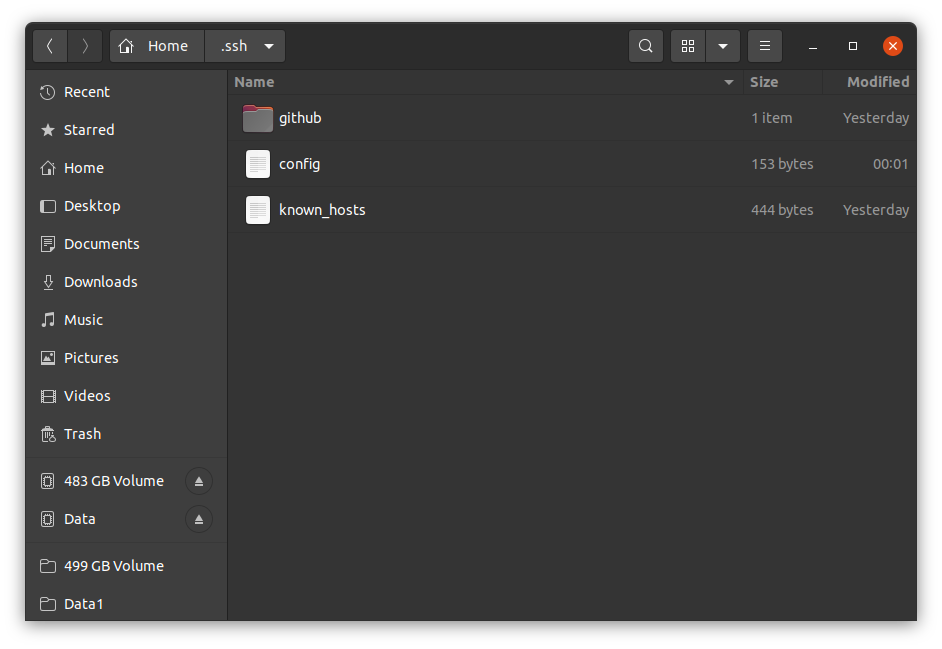 Home .ssh
Name Size Modified
Recent
Starred
Home
Desktop
Documents
Downloads
Music
Pictures
Videos
Trash
483 GB Volume
Data
499 GB Volume
Data1
github 1 item Yesterday
config 153 bytes 00:01
known_hosts 444 bytes Yesterday